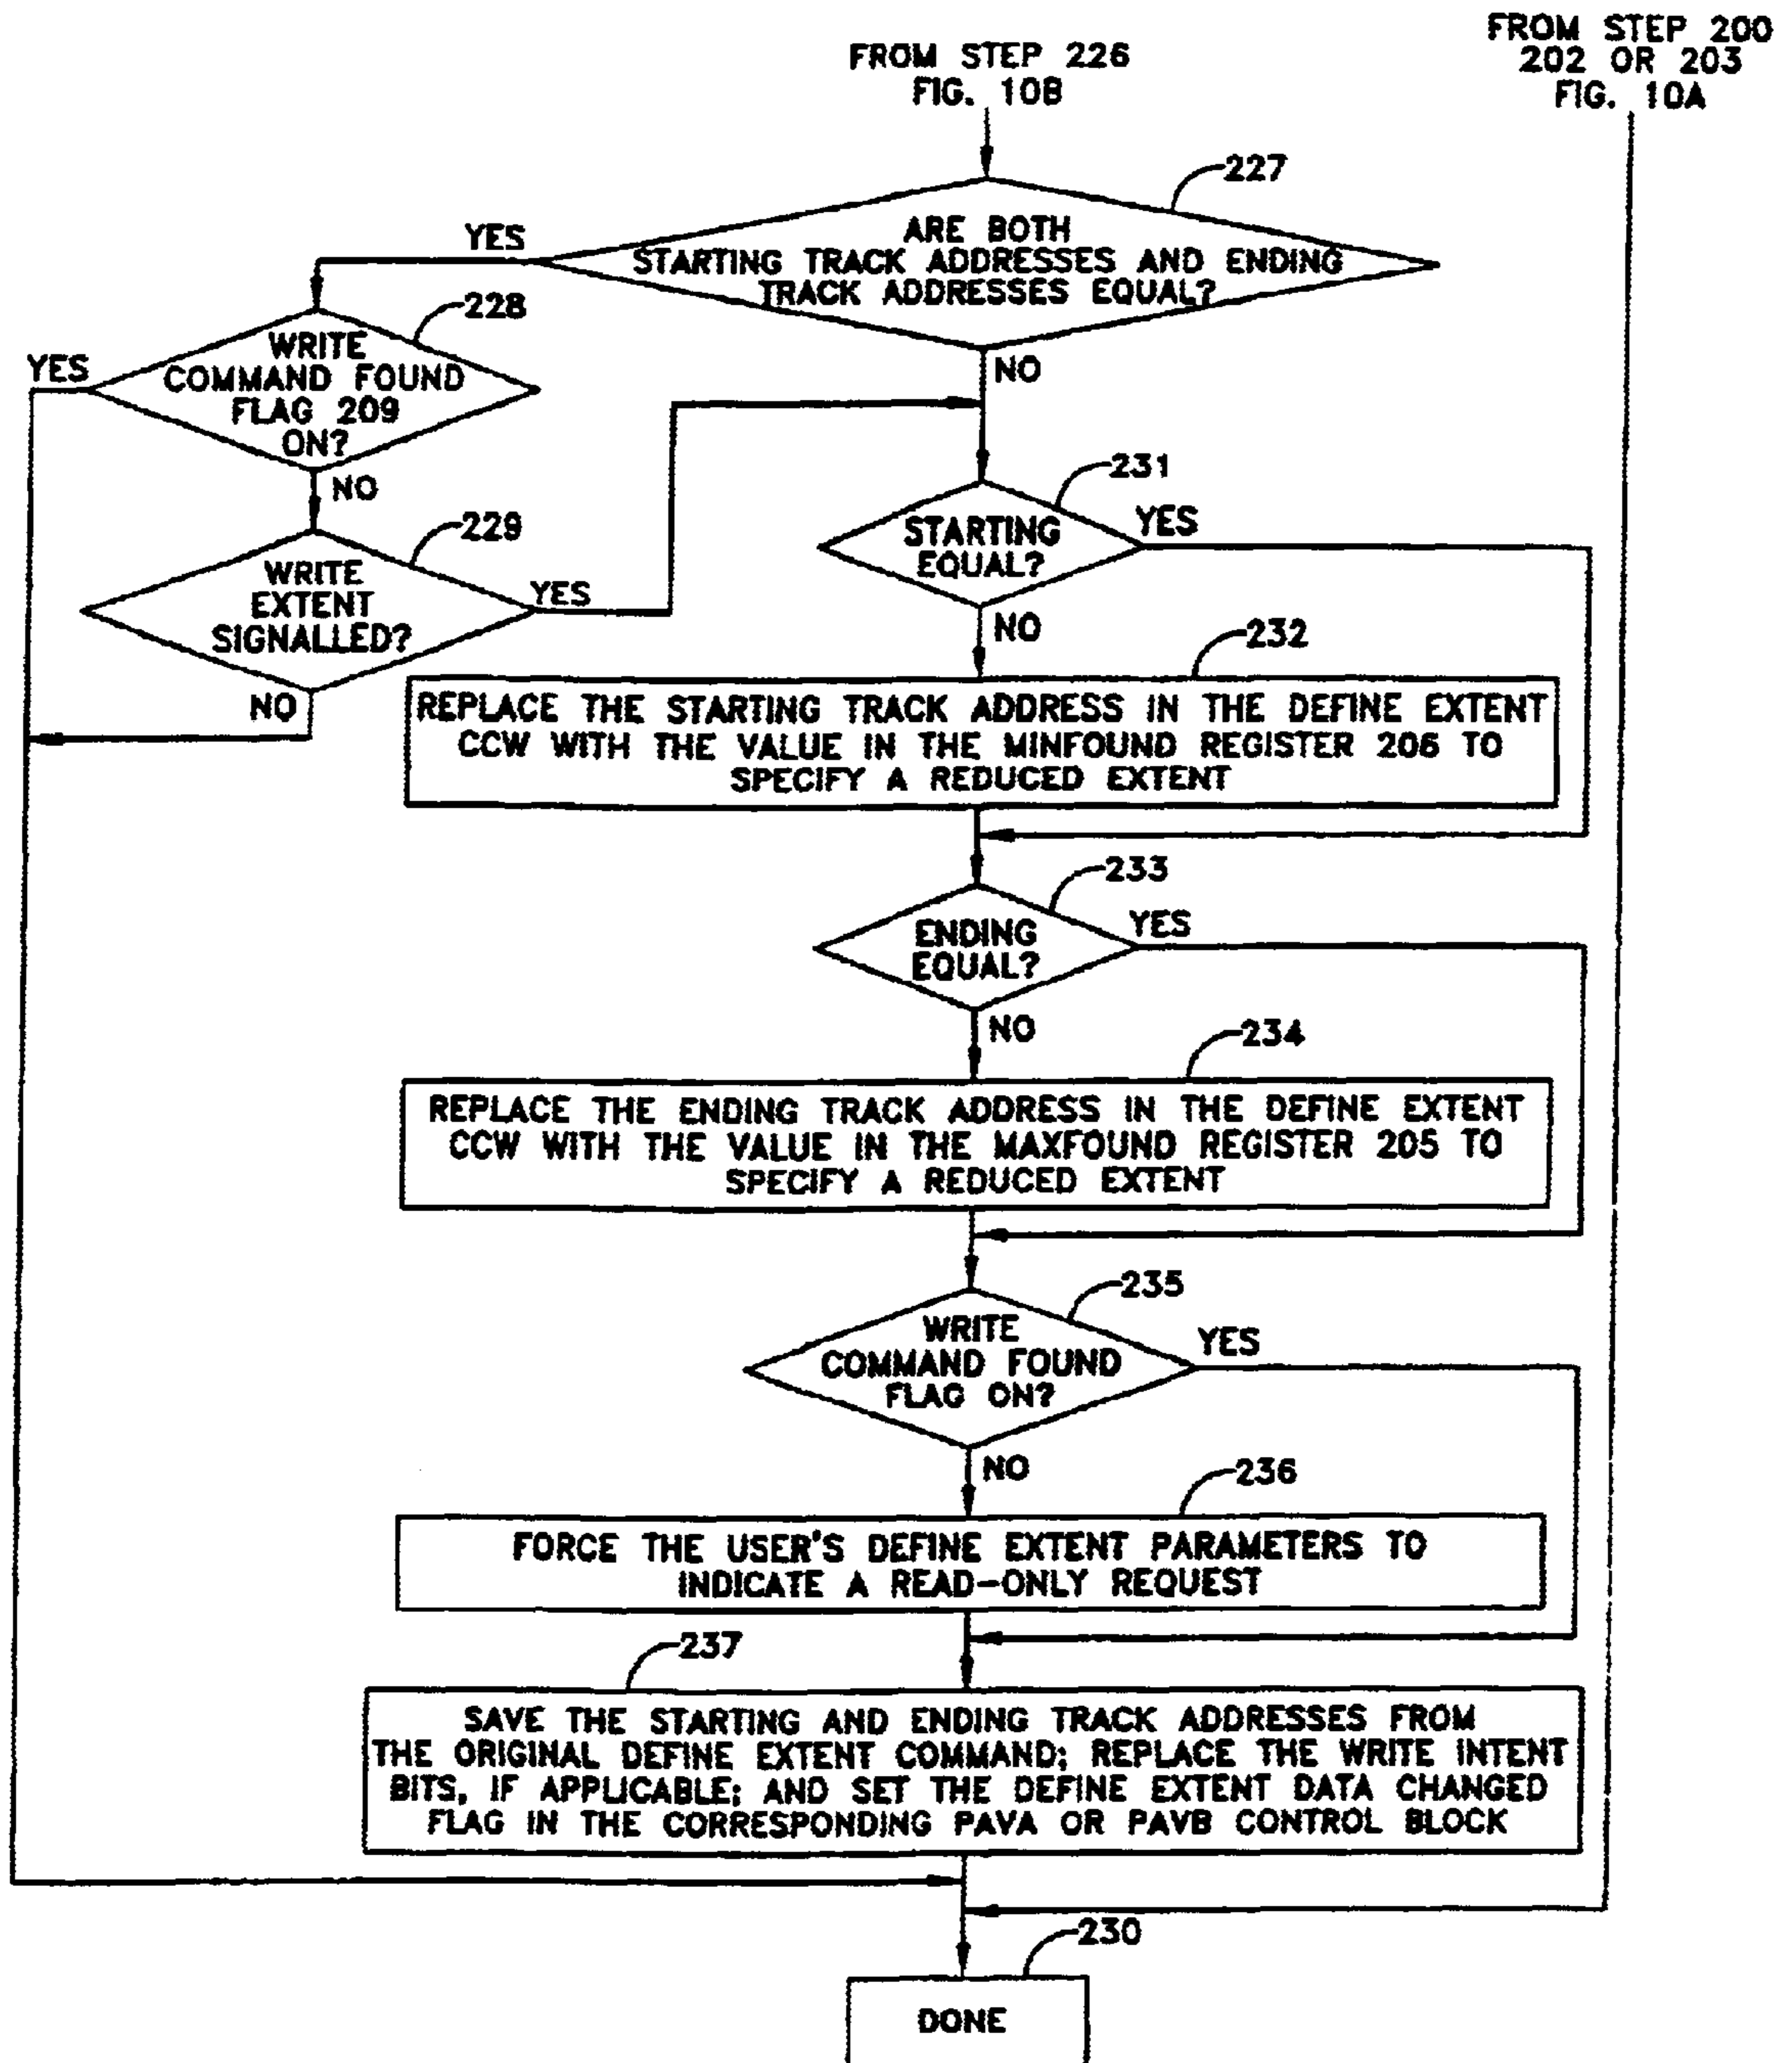 FROM STEP 200
202 OR 203
FIG. 10A
FROM STEP 226
FIG. 10B
227
ARE BOTH
STARTING TRACK ADDRESSES AND ENDING
TRACK ADDRESSES EQUAL?
YES
NO
228
WRITE
COMMAND FOUND
FLAG 209
ON?
YES
NO
229
WRITE
EXTENT
SIGNALLED?
YES
NO
231
STARTING
EQUAL?
YES
NO
232
REPLACE THE STARTING TRACK ADDRESS IN THE DEFINE EXTENT
CCW WITH THE VALUE IN THE MINFOUND REGISTER 206 TO
SPECIFY A REDUCED EXTENT
233
ENDING
EQUAL?
YES
NO
234
REPLACE THE ENDING TRACK ADDRESS IN THE DEFINE EXTENT
CCW WITH THE VALUE IN THE MAXFOUND REGISTER 205 TO
SPECIFY A REDUCED EXTENT
235
WRITE
COMMAND FOUND
FLAG ON?
YES
NO
236
FORCE THE USER'S DEFINE EXTENT PARAMETERS TO
INDICATE A READ-ONLY REQUEST
237
SAVE THE STARTING AND ENDING TRACK ADDRESSES FROM
THE ORIGINAL DEFINE EXTENT COMMAND; REPLACE THE WRITE INTENT
BITS, IF APPLICABLE; AND SET THE DEFINE EXTENT DATA CHANGED
FLAG IN THE CORRESPONDING PAVA OR PAVB CONTROL BLOCK
230
DONE